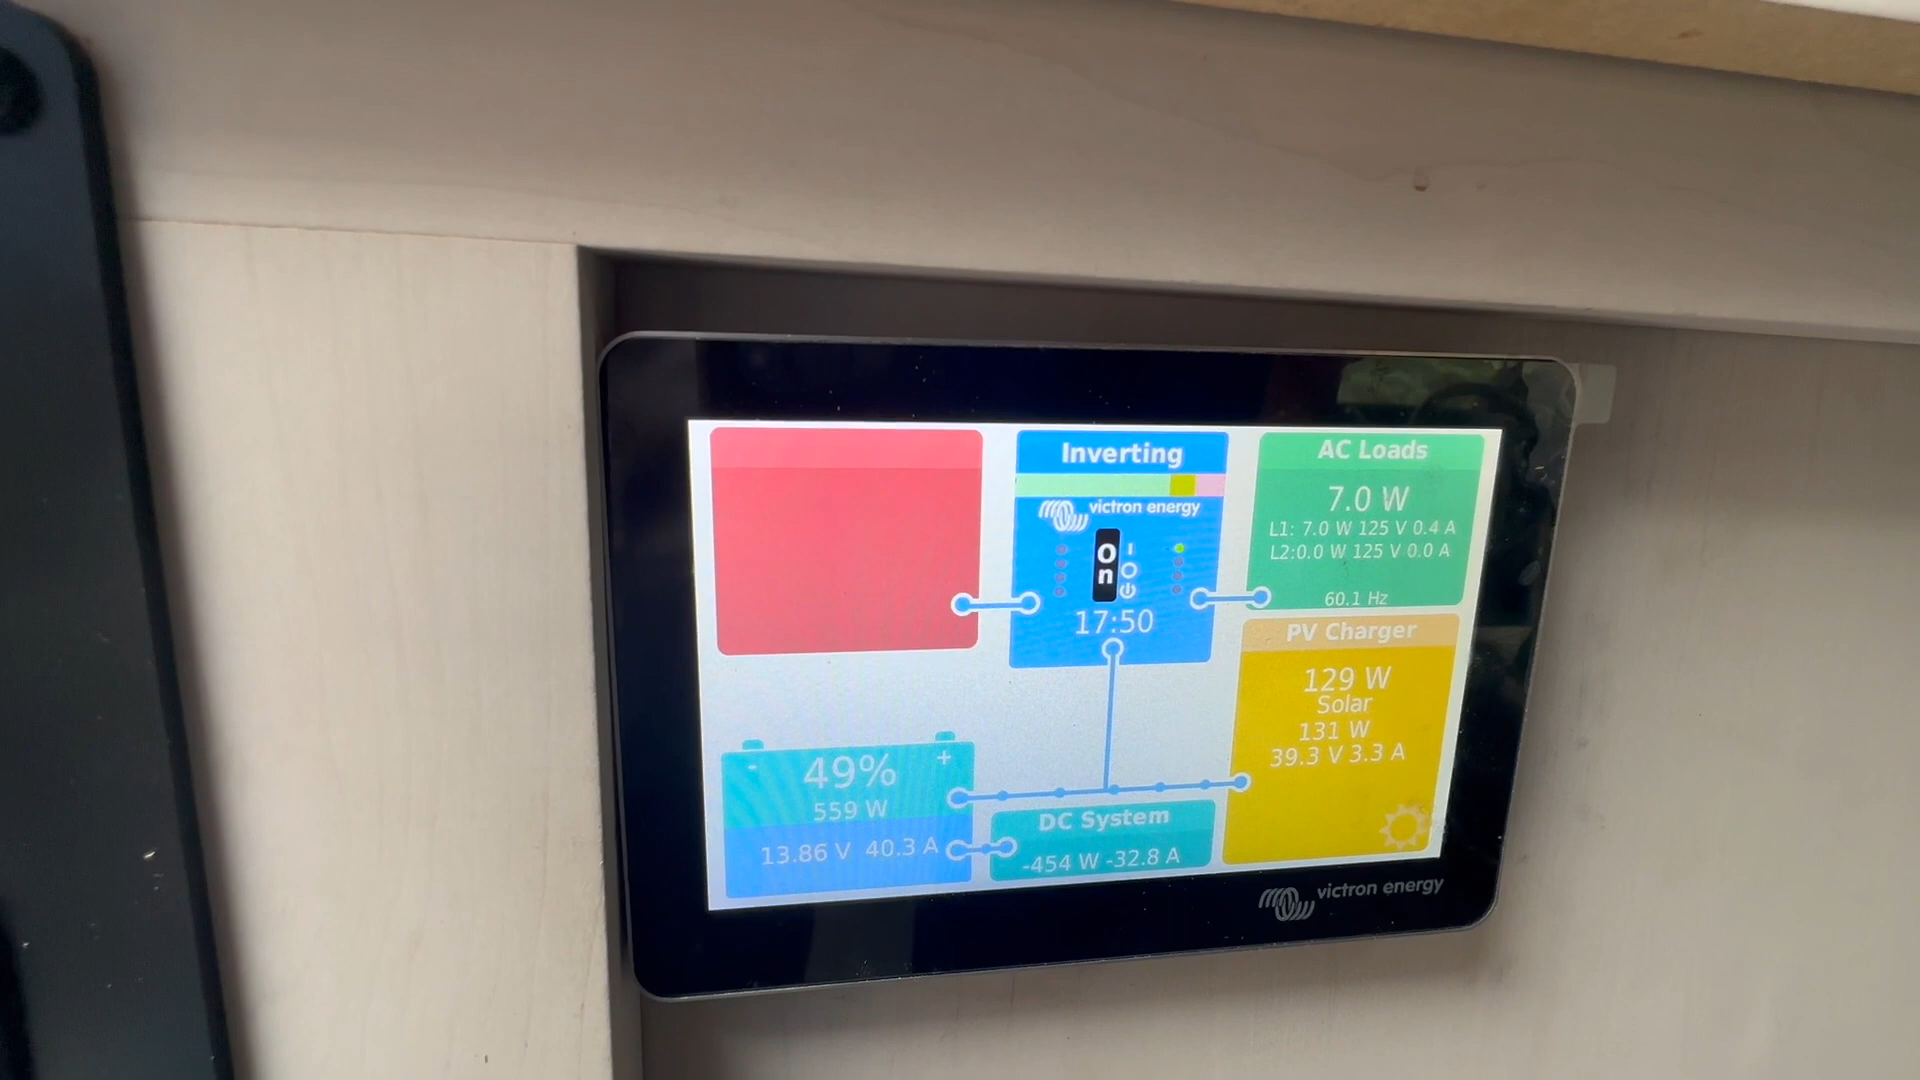 Inverting
victron energy
on
17:50
AC Loads
7.0 W
L1: 7.0 W 125 V 0.4 A
L2:0.0 W 125 V 0.0 A
60.1 Hz
PV Charger
129 W
Solar
131 W
39.3 V 3.3 A
- +
49%
559 W
13.86 V 40.3 A
DC System
-454 W -32.8 A
victron energy